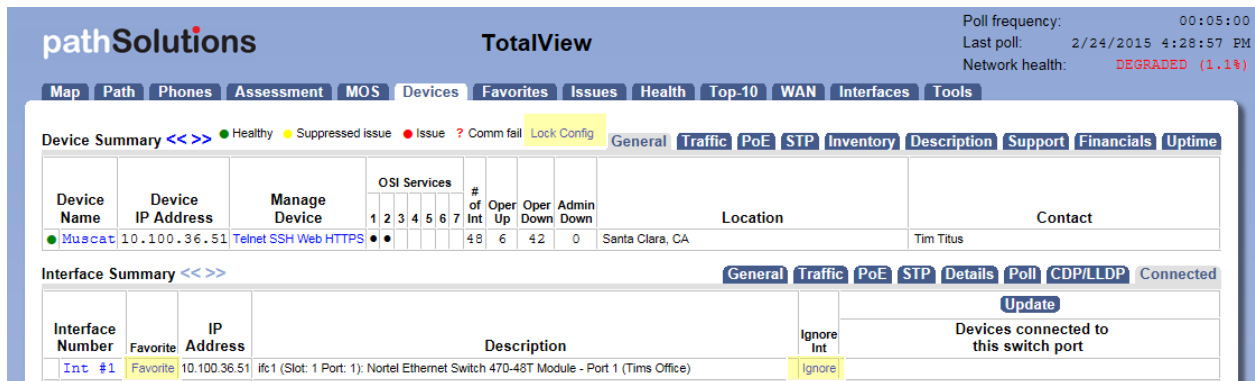 pathSolutions
TotalView
Poll frequency: 00:05:00
Last poll: 2/24/2015 4:28:57 PM
Network health: DEGRADED (1.1%)
Map Path Phones Assessment MOS Devices Favorites Issues Health Top-10 WAN Interfaces Tools
Device Summary << >> Healthy Suppressed issue Issue ? Comm fail Lock Config General Traffic PoE STP Inventory Description Support Financials Uptime
Device Name Device IP Address Manage Device OSI Services 1 2 3 4 5 6 7 # of Int Oper Up Oper Down Admin Down Location Contact
Muscat 10.100.36.51 Telnet SSH Web HTTPS 48 6 42 0 Santa Clara, CA Tim Titus
Interface Summary << >> General Traffic PoE STP Details Poll CDP/LLDP Connected
Update
Interface Number Favorite IP Address Description Ignore Int Devices connected to this switch port
Int #1 Favorite 10.100.36.51 ifc1 (Slot: 1 Port: 1): Nortel Ethernet Switch 470-48T Module - Port 1 (Tims Office) Ignore